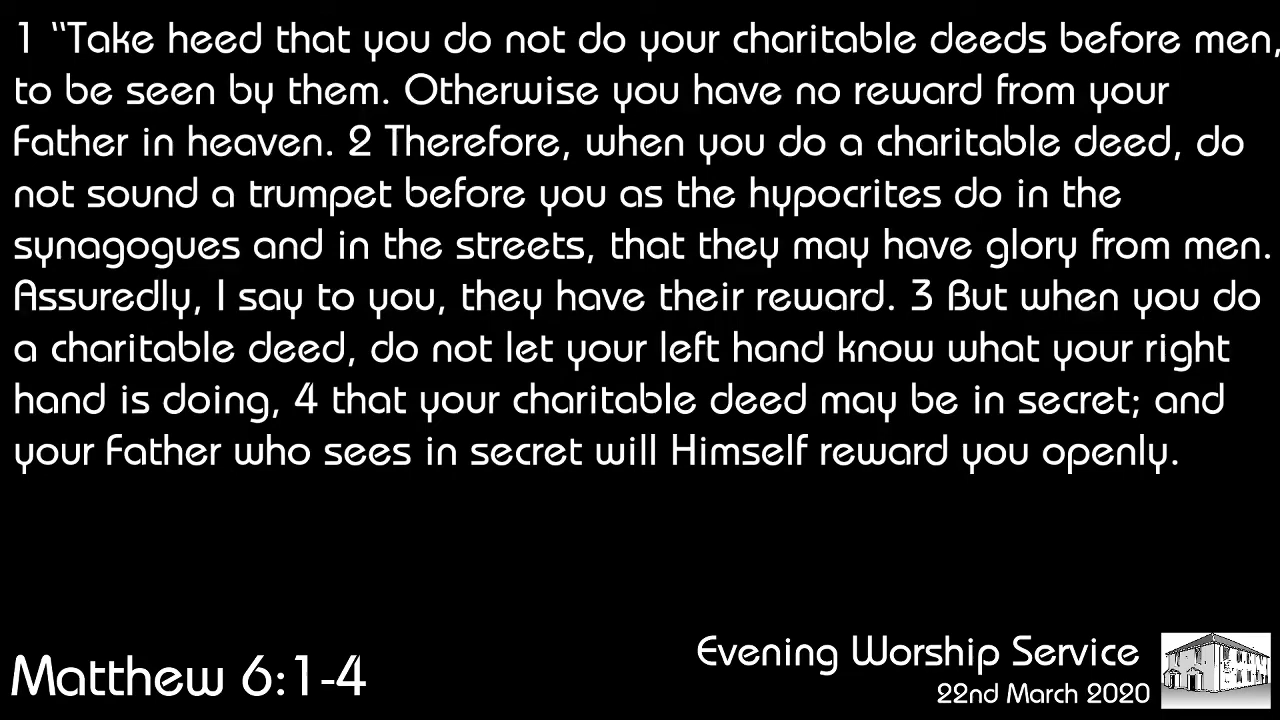 1 “Take heed that you do not do your charitable deeds before men,
to be seen by them. Otherwise you have no reward from your
Father in heaven. 2 Therefore, when you do a charitable deed, do
not sound a trumpet before you as the hypocrites do in the
synagogues and in the streets, that they may have glory from men.
Assuredly, I say to you, they have their reward. 3 But when you do
a charitable deed, do not let your left hand know what your right
hand is doing, 4 that your charitable deed may be in secret; and
your Father who sees in secret will Himself reward you openly.
Matthew 6:1-4
Evening Worship Service
22nd March 2020